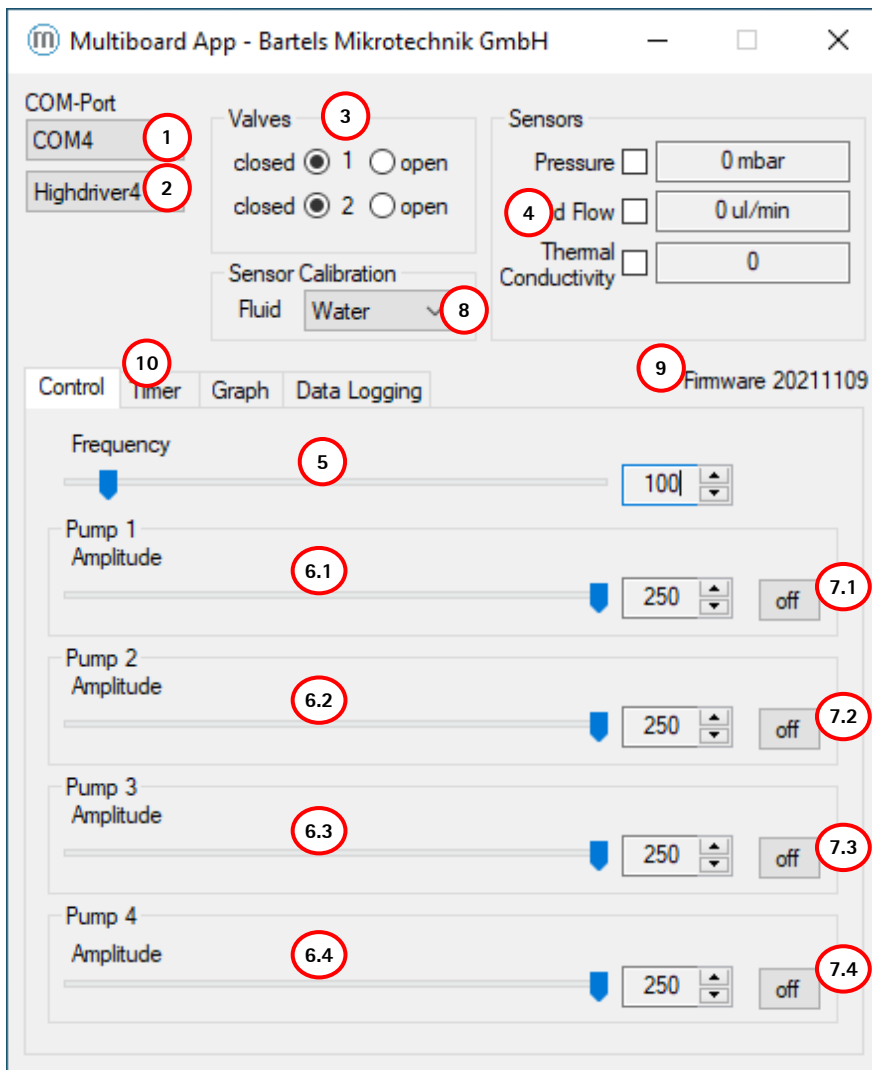 Multiboard App - Bartels Mikrotechnik GmbH
COM-Port
COM4
1
Highdriver4
2
Valves
3
closed 1 open
closed 2 open
Sensor Calibration
Fluid Water
8
Sensors
Pressure 0 mbar
4
d Flow 0 ul/min
Thermal
Conductivity
0
10
9
Firmware 20211109
Control Timer Graph Data Logging
Frequency
5
100
Pump 1
Amplitude
6.1
250 off
7.1
Pump 2
Amplitude
6.2
250 off
7.2
Pump 3
Amplitude
6.3
250 off
7.3
Pump 4
Amplitude
6.4
250 off
7.4